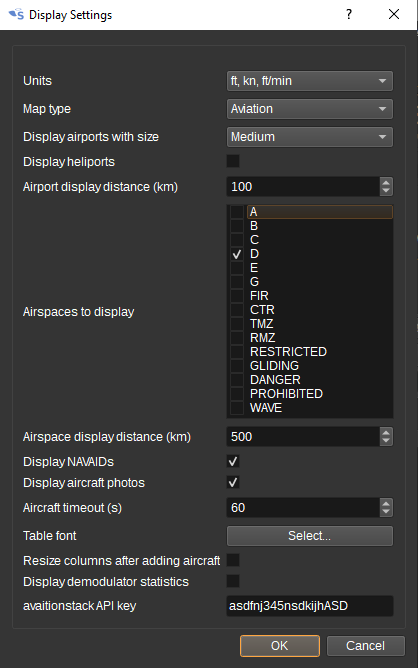 Display Settings ?
Units ft, kn, ft/min
Map type Aviation
Display airports with size Medium
Display heliports
Airport display distance (km) 100
A
B
C
D
E
G
FIR
CTR
Airspaces to display
TMZ
RMZ
RESTRICTED
GLIDING
DANGER
PROHIBITED
WAVE
Airspace display distance (km) 500
Display NAVAIDs
Display aircraft photos
Aircraft timeout (s) 60
Table font Select...
Resize columns after adding aircraft
Display demodulator statistics
avaitionstack API key asdfnj345nsdkijhASD
OK Cancel